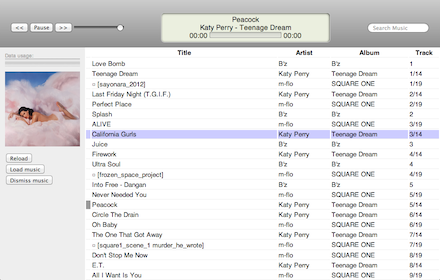 << Pause >>
Peacock
Katy Perry - Teenage Dream
00:00 00:00
Search Music
Data usage:
Reload
Load music
Dismiss music
Title Artist Album Track
Love Bomb B'z B'z 1
Teenage Dream Katy Perry Teenage Dream 1/14
○ [sayonara_2012] m-flo SQUARE ONE 1/19
Last Friday Night (T.G.I.F.) Katy Perry Teenage Dream 2/14
Perfect Place m-flo SQUARE ONE 2/19
Splash B'z B'z 2
ALIVE m-flo SQUARE ONE 3/19
California Gurls Katy Perry Teenage Dream 3/14
Juice B'z B'z 3
Firework Katy Perry Teenage Dream 4/14
Ultra Soul B'z B'z 4
○ [frozen_space_project] m-flo SQUARE ONE 4/19
Into Free - Dangan B'z B'z 5
Never Needed You m-flo SQUARE ONE 5/19
Peacock Katy Perry Teenage Dream 5/14
Circle The Drain Katy Perry Teenage Dream 6/14
Oh Baby m-flo SQUARE ONE 6/19
The One That Got Away Katy Perry Teenage Dream 7/14
○ [square1_scene_1 murder_he_wrote] m-flo SQUARE ONE 7/19
Don't Stop Me Now m-flo SQUARE ONE 8/19
E.T. Katy Perry Teenage Dream 8/14
All I Want Is You m-flo SQUARE ONE 9/19